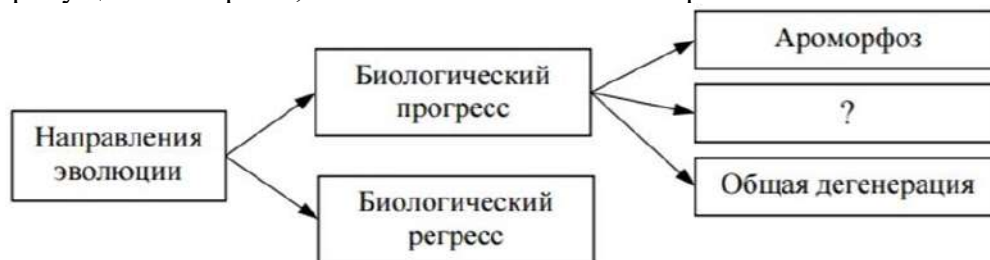 Ароморфоз
Биологический
прогресс
?
Направления
эволюции
Общая дегенерация
Биологический
регресс